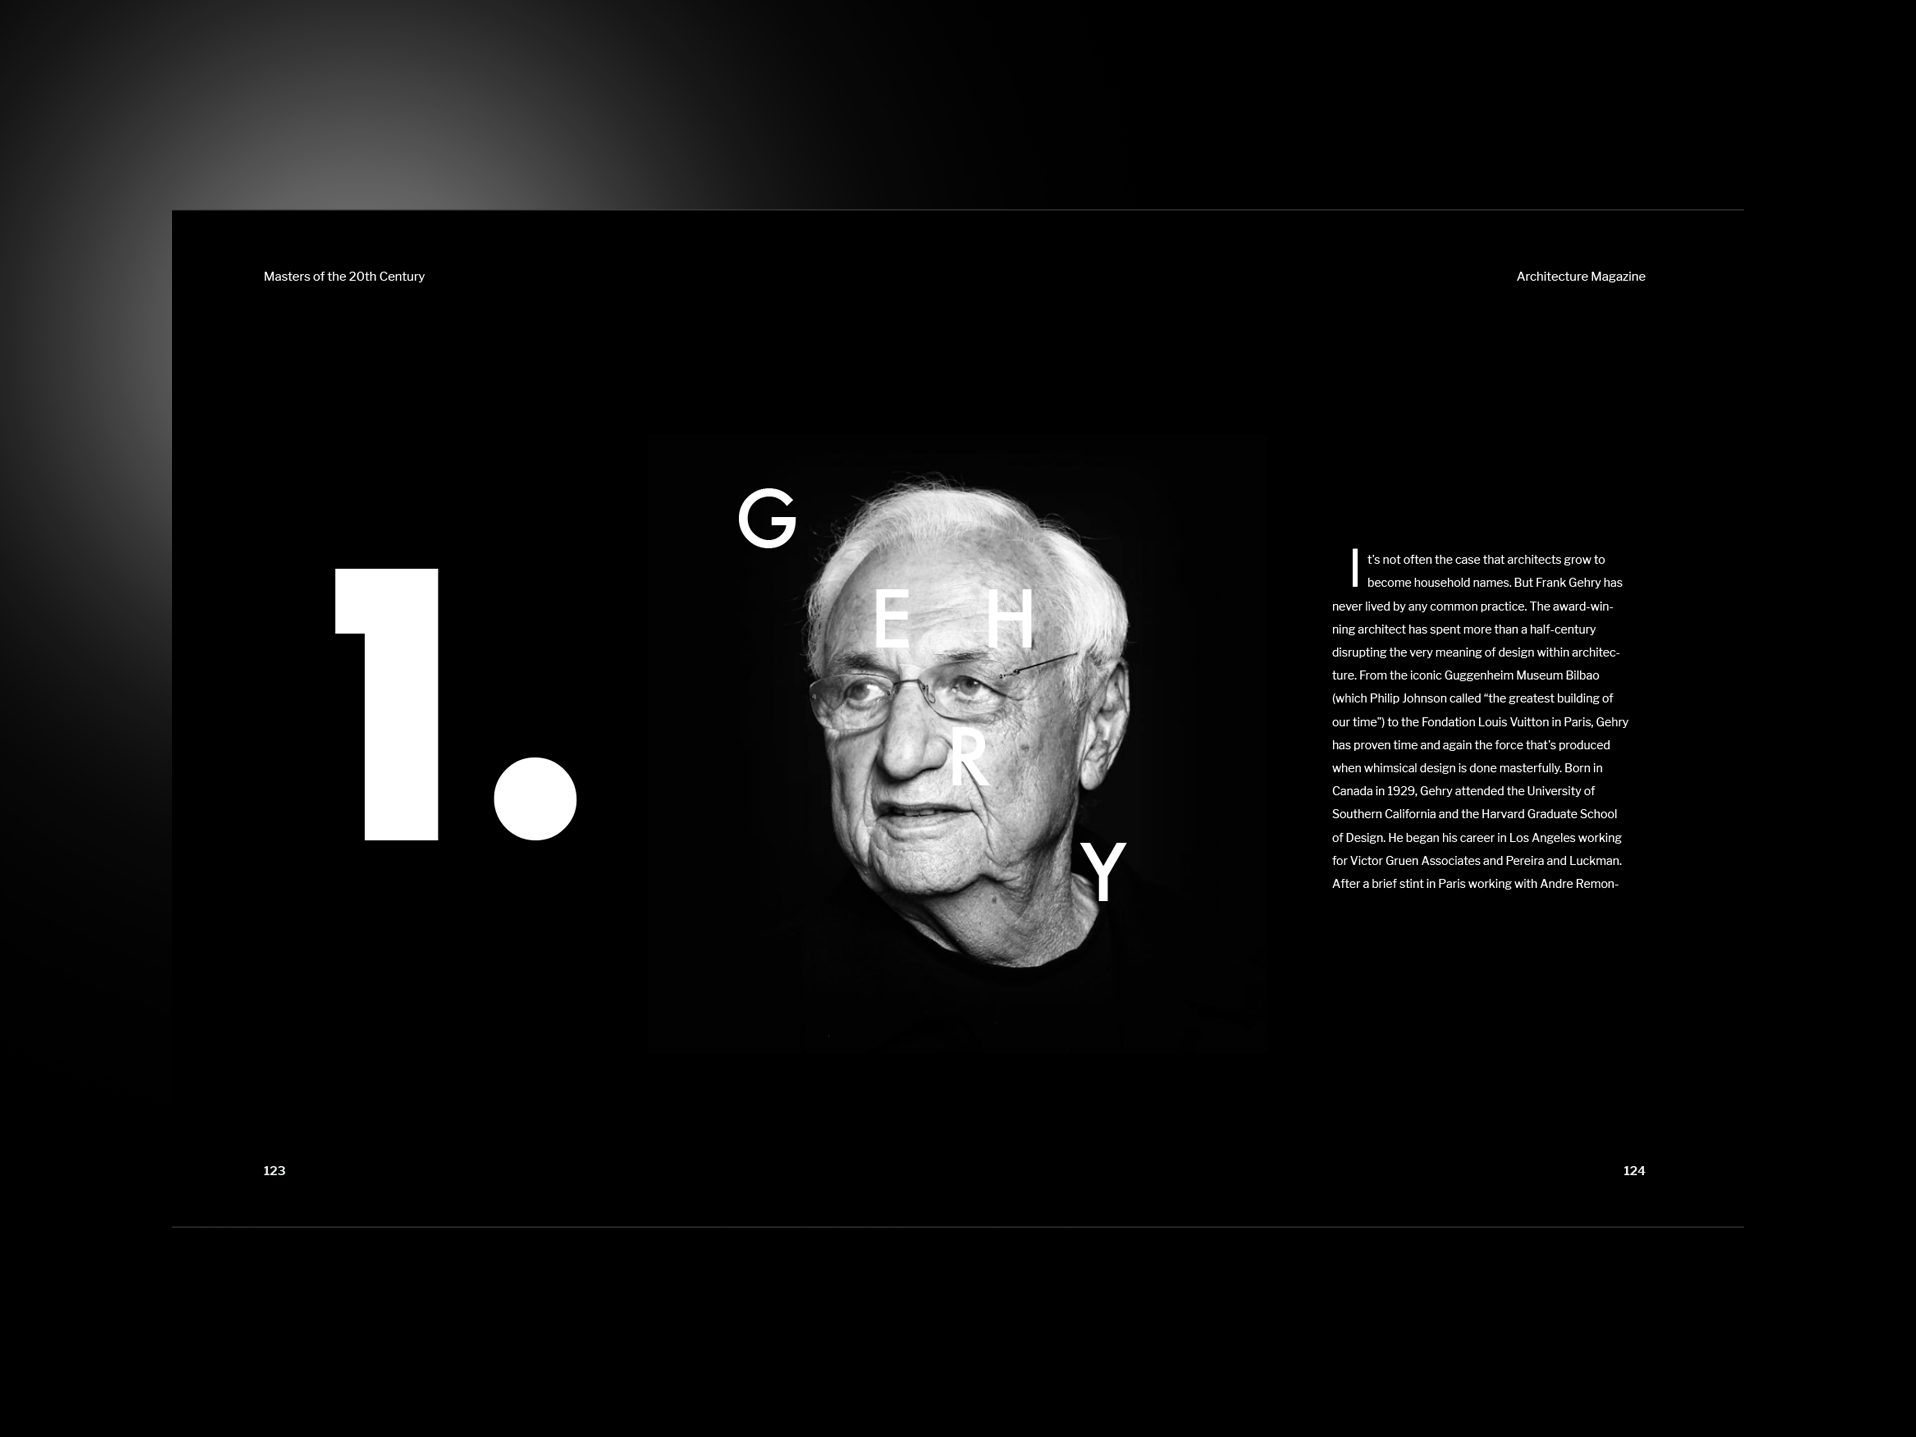 Masters of the 20th Century
Architecture Magazine
1.
G
E H
R
Y
It's not often the case that architects grow to
become household names. But Frank Gehry has
never lived by any common practice. The award-win-
ning architect has spent more than a half-century
disrupting the very meaning of design within architec-
ture. From the iconic Guggenheim Museum Bilbao
(which Philip Johnson called “the greatest building of
our time”) to the Fondation Louis Vuitton in Paris, Gehry
has proven time and again the force that's produced
when whimsical design is done masterfully. Born in
Canada in 1929, Gehry attended the University of
Southern California and the Harvard Graduate School
of Design. He began his career in Los Angeles working
for Victor Gruen Associates and Pereira and Luckman.
After a brief stint in Paris working with Andre Remon-
123
124